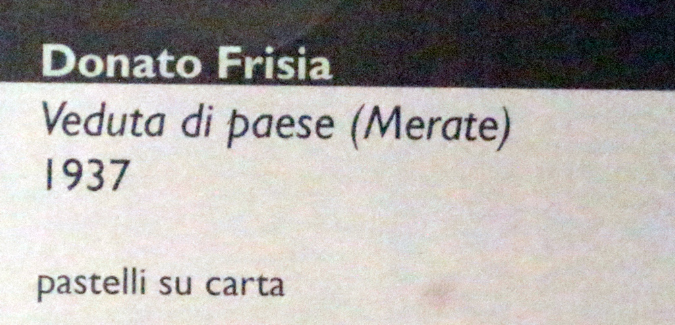 Donato Frisia
Veduta di paese (Merate)
1937
pastelli su carta